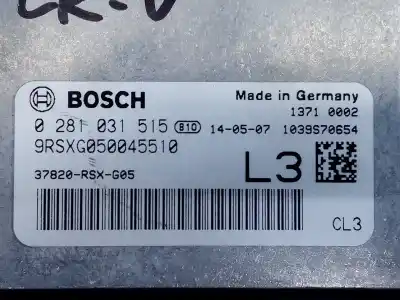 CR-V
BOSCH
Made in Germany
1371 0002
0 281 031 515 B10 14-05-07 1039S70654
9RSXG050045510
37820-RSX-G05
L3
CL3